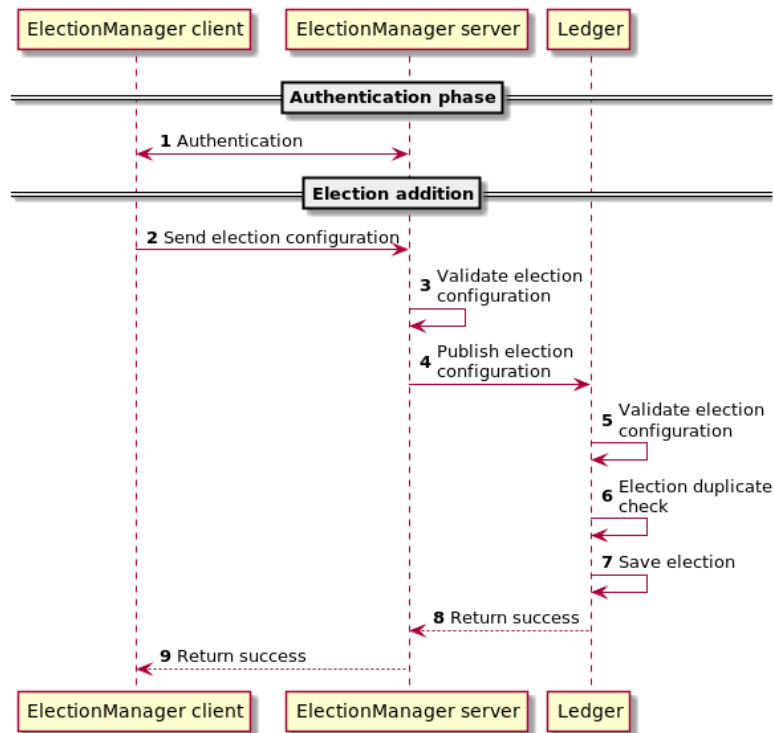 ElectionManager client ElectionManager server Ledger
Authentication phase
1 Authentication
Election addition
2 Send election configuration
3 Validate election
configuration
4 Publish election
configuration
5 Validate election
configuration
6 Election duplicate
check
7 Save election
8 Return success
9 Return success
ElectionManager client ElectionManager server Ledger